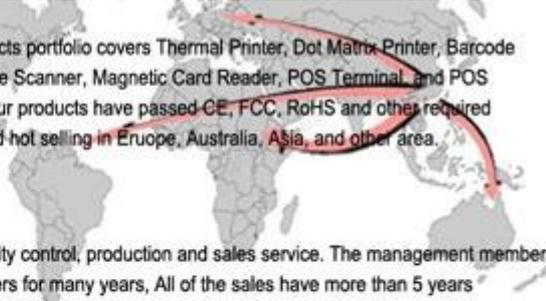 cts portfolio covers Thermal Printer, Dot Matrix Printer, Barcode
e Scanner, Magnetic Card Reader, POS Terminal, and POS
ur products have passed CE, FCC, RoHS and other required
d hot selling in Eruope, Australia, Asia, and other area.
ity control, production and sales service. The management member
ers for many years, All of the sales have more than 5 years